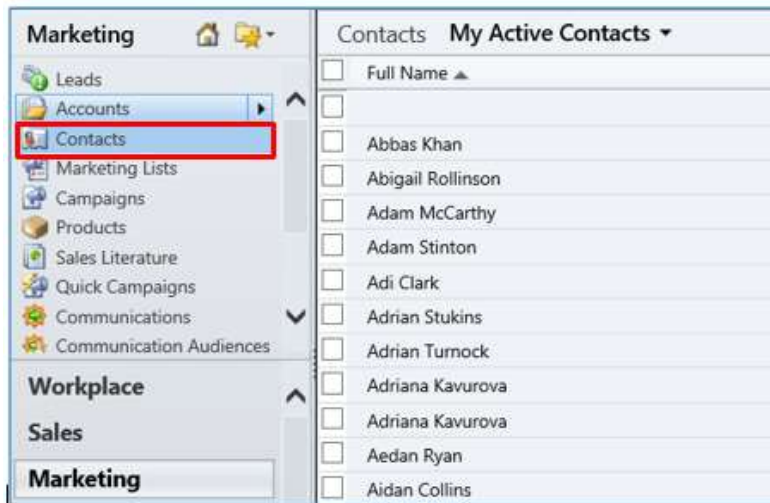 Marketing
Leads
Accounts
Contacts
Marketing Lists
Campaigns
Products
Sales Literature
Quick Campaigns
Communications
Communication Audiences
Workplace
Sales
Marketing
Contacts My Active Contacts
Full Name
Abbas Khan
Abigail Rollinson
Adam McCarthy
Adam Stinton
Adi Clark
Adrian Stukins
Adrian Turnock
Adriana Kavurova
Adriana Kavurova
Aedan Ryan
Aidan Collins